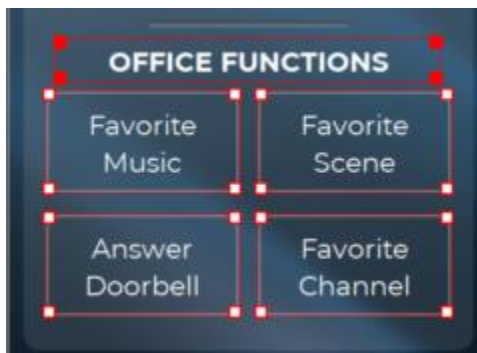 OFFICE FUNCTIONS
Favorite
Music
Favorite
Scene
Answer
Doorbell
Favorite
Channel